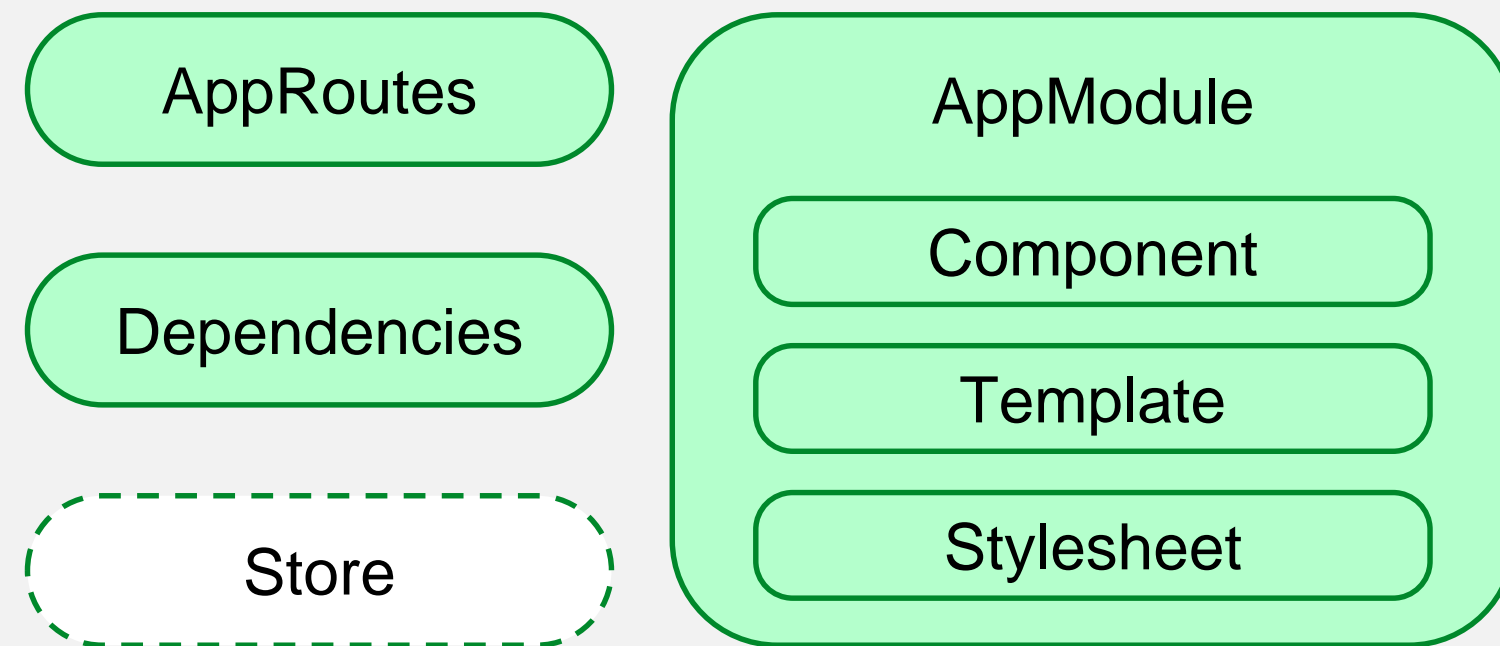 AppRoutes
Dependencies
Store
AppModule
Component
Template
Stylesheet